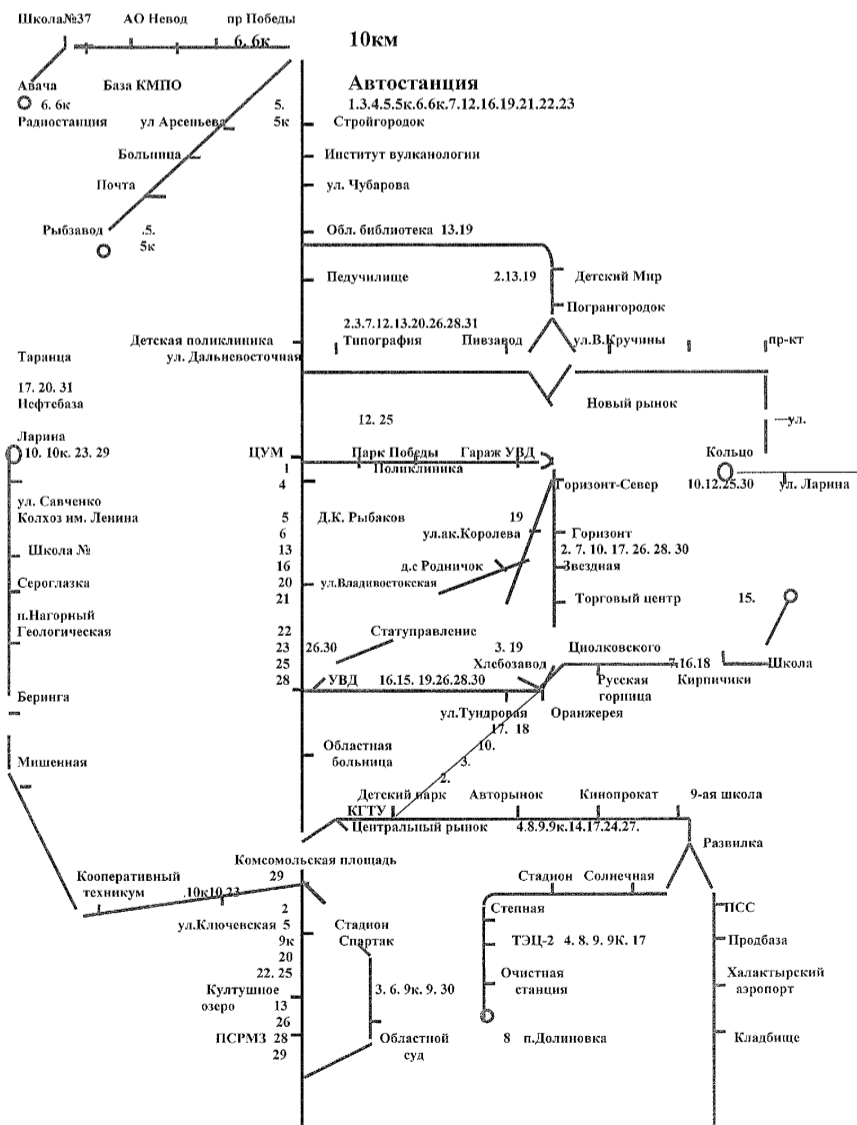 Школа№37 АО Невод пр Победы
6. 6к 10км
Авача База КМПО Автостанция
6. 6к 5. 1.3.4.5.5к.6.6к.7.12.16.19.21.22.23
Радиостанция ул Арсеньева 5к Стройгородок
Больница Институт вулканологии
Почта ул. Чубарова
Рыбзавод .5. Обл. библиотека 13.19
5к
Педучилище 2.13.19 Детский Мир
Погрангородок
2.3.7.12.13.20.26.28.31
Детская поликлиника Типография Пивзавод ул.В.Кручины пр-кт
Таранца ул. Дальневосточная
17. 20. 31
Нефтебаза Новый рынок
12. 25 ул.
Ларина
10. 10к. 23. 29 ЦУМ Парк Победы Гараж УВД Кольцо
1 Поликлиника
4 Горизонт-Север 10.12.25.30 ул. Ларина
ул. Савченко
Колхоз им. Ленина 5 Д.К. Рыбаков 19
6 ул.ак.Королева Горизонт
Школа № 13 2. 7. 10. 17. 26. 28. 30
16 д.с Родничок Звездная
Сероглазка 20 ул.Владивостокская
21 Торговый центр 15.
п.Нагорный
Геологическая 22 Статуправление
23 26.30 3. 19 Циолковского
25 Хлебозавод 7.16.18 Школа
28 УВД 16.15. 19.26.28.30 Русская Кирпичики
Беринга горница
ул.Тундровая Оранжерея
17. 18
Областная 10.
Мишенная больница 3.
2.
Детский парк Авторынок Кинопрокат 9-ая школа
КГТУ
Центральный рынок 4.8.9.9к.14.17.24.27.
Развилка
Комсомольская площадь
Кооперативный 29 Стадион Солнечная
техникум .10к10.23
2 Степная ПСС
ул.Ключевская 5 Стадион
9к Спартак ТЭЦ-2 4. 8. 9. 9К. 17 Продбаза
20
22. 25 Очистная Халактырский
Култушное 3. 6. 9к. 9. 30 станция аэропорт
озеро 13
26
ПСРМЗ 28 Областной 8 п.Долиновка Кладбище
29 суд